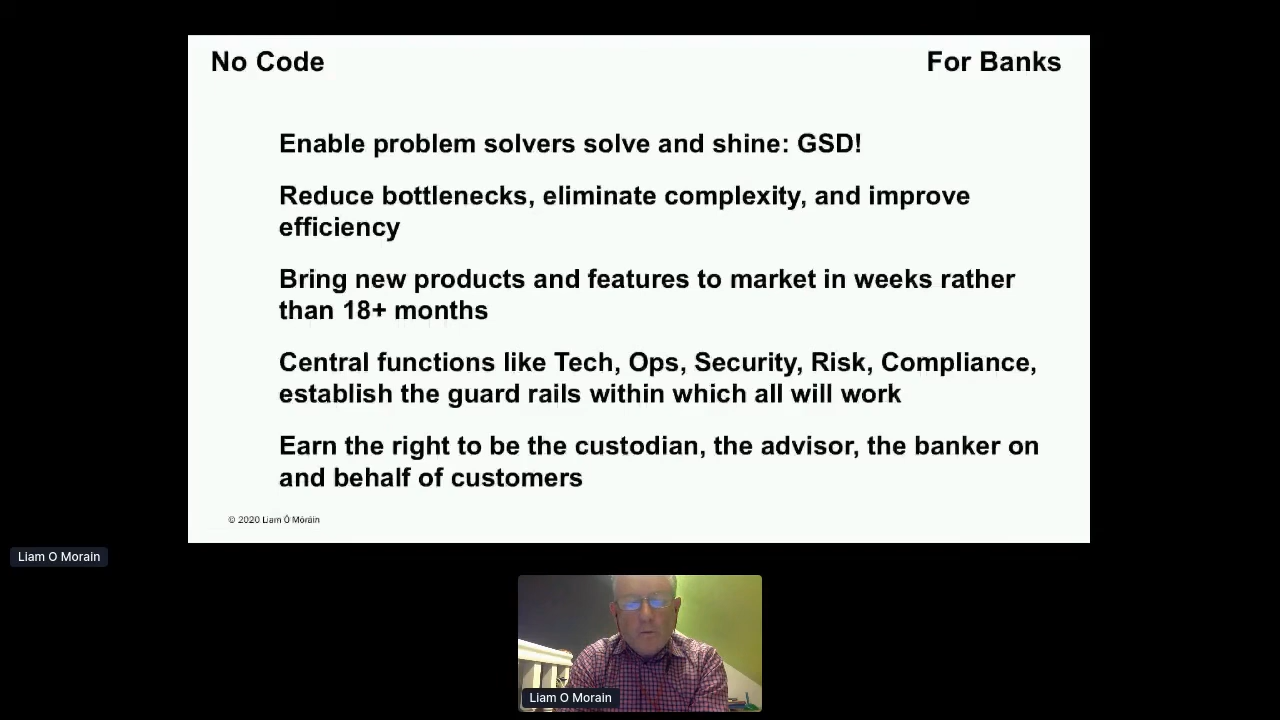 No Code
For Banks
Enable problem solvers solve and shine: GSD!
Reduce bottlenecks, eliminate complexity, and improve
efficiency
Bring new products and features to market in weeks rather
than 18+ months
Central functions like Tech, Ops, Security, Risk, Compliance,
establish the guard rails within which all will work
Earn the right to be the custodian, the advisor, the banker on
and behalf of customers
© 2020 Liam Ó Móráin
Liam O Morain
Liam O Morain